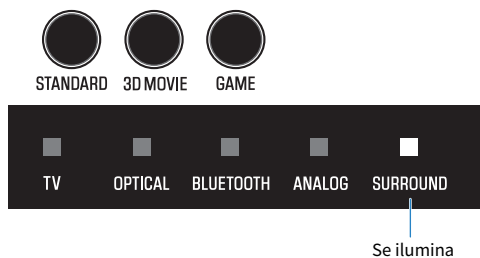 STANDARD 3D MOVIE GAME
TV OPTICAL BLUETOOTH ANALOG SURROUND
Se ilumina